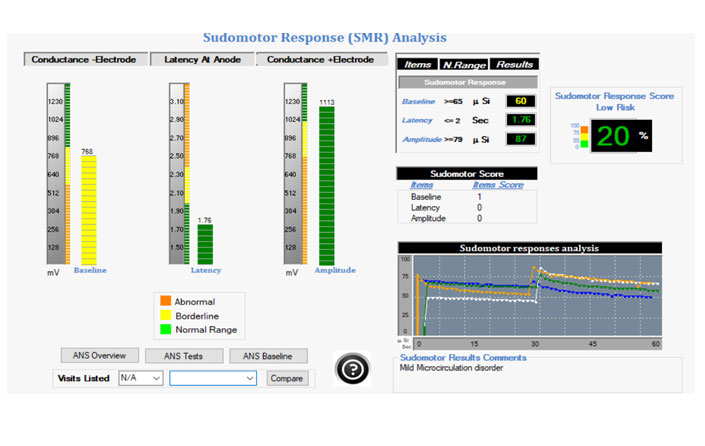 Sudomotor Response (SMR) Analysis
Conductance -Electrode
Latency At Anode
Conductance +Electrode
1230
1024
896
768
640
512
384
256
128
mV
768
Baseline
3.10
2.90
2.70
2.50
2.30
2.10
1.90
1.70
1.50
1.76
Latency
1230
1024
896
768
640
512
384
256
128
mV
1113
Amplitude
Abnormal
Borderline
Normal Range
ANS Overview
ANS Tests
ANS Baseline
Visits Listed
N/A
Compare
?
Items N.Range Results
Sudomotor Response
Baseline >=65 µ Si 60
Latency <= 2 Sec 1.76
Amplitude >=79 µ Si 87
Sudomotor Response Score
Low Risk
100
75
50
20 %
Sudomotor Score
Items Items Score
Baseline 1
Latency 0
Amplitude 0
Sudomotor responses analysis
100
75
50
25
0
µ Si
Sec
0 15 30 45 60
Sudomotor Results Comments
Mild Microcirculation disorder